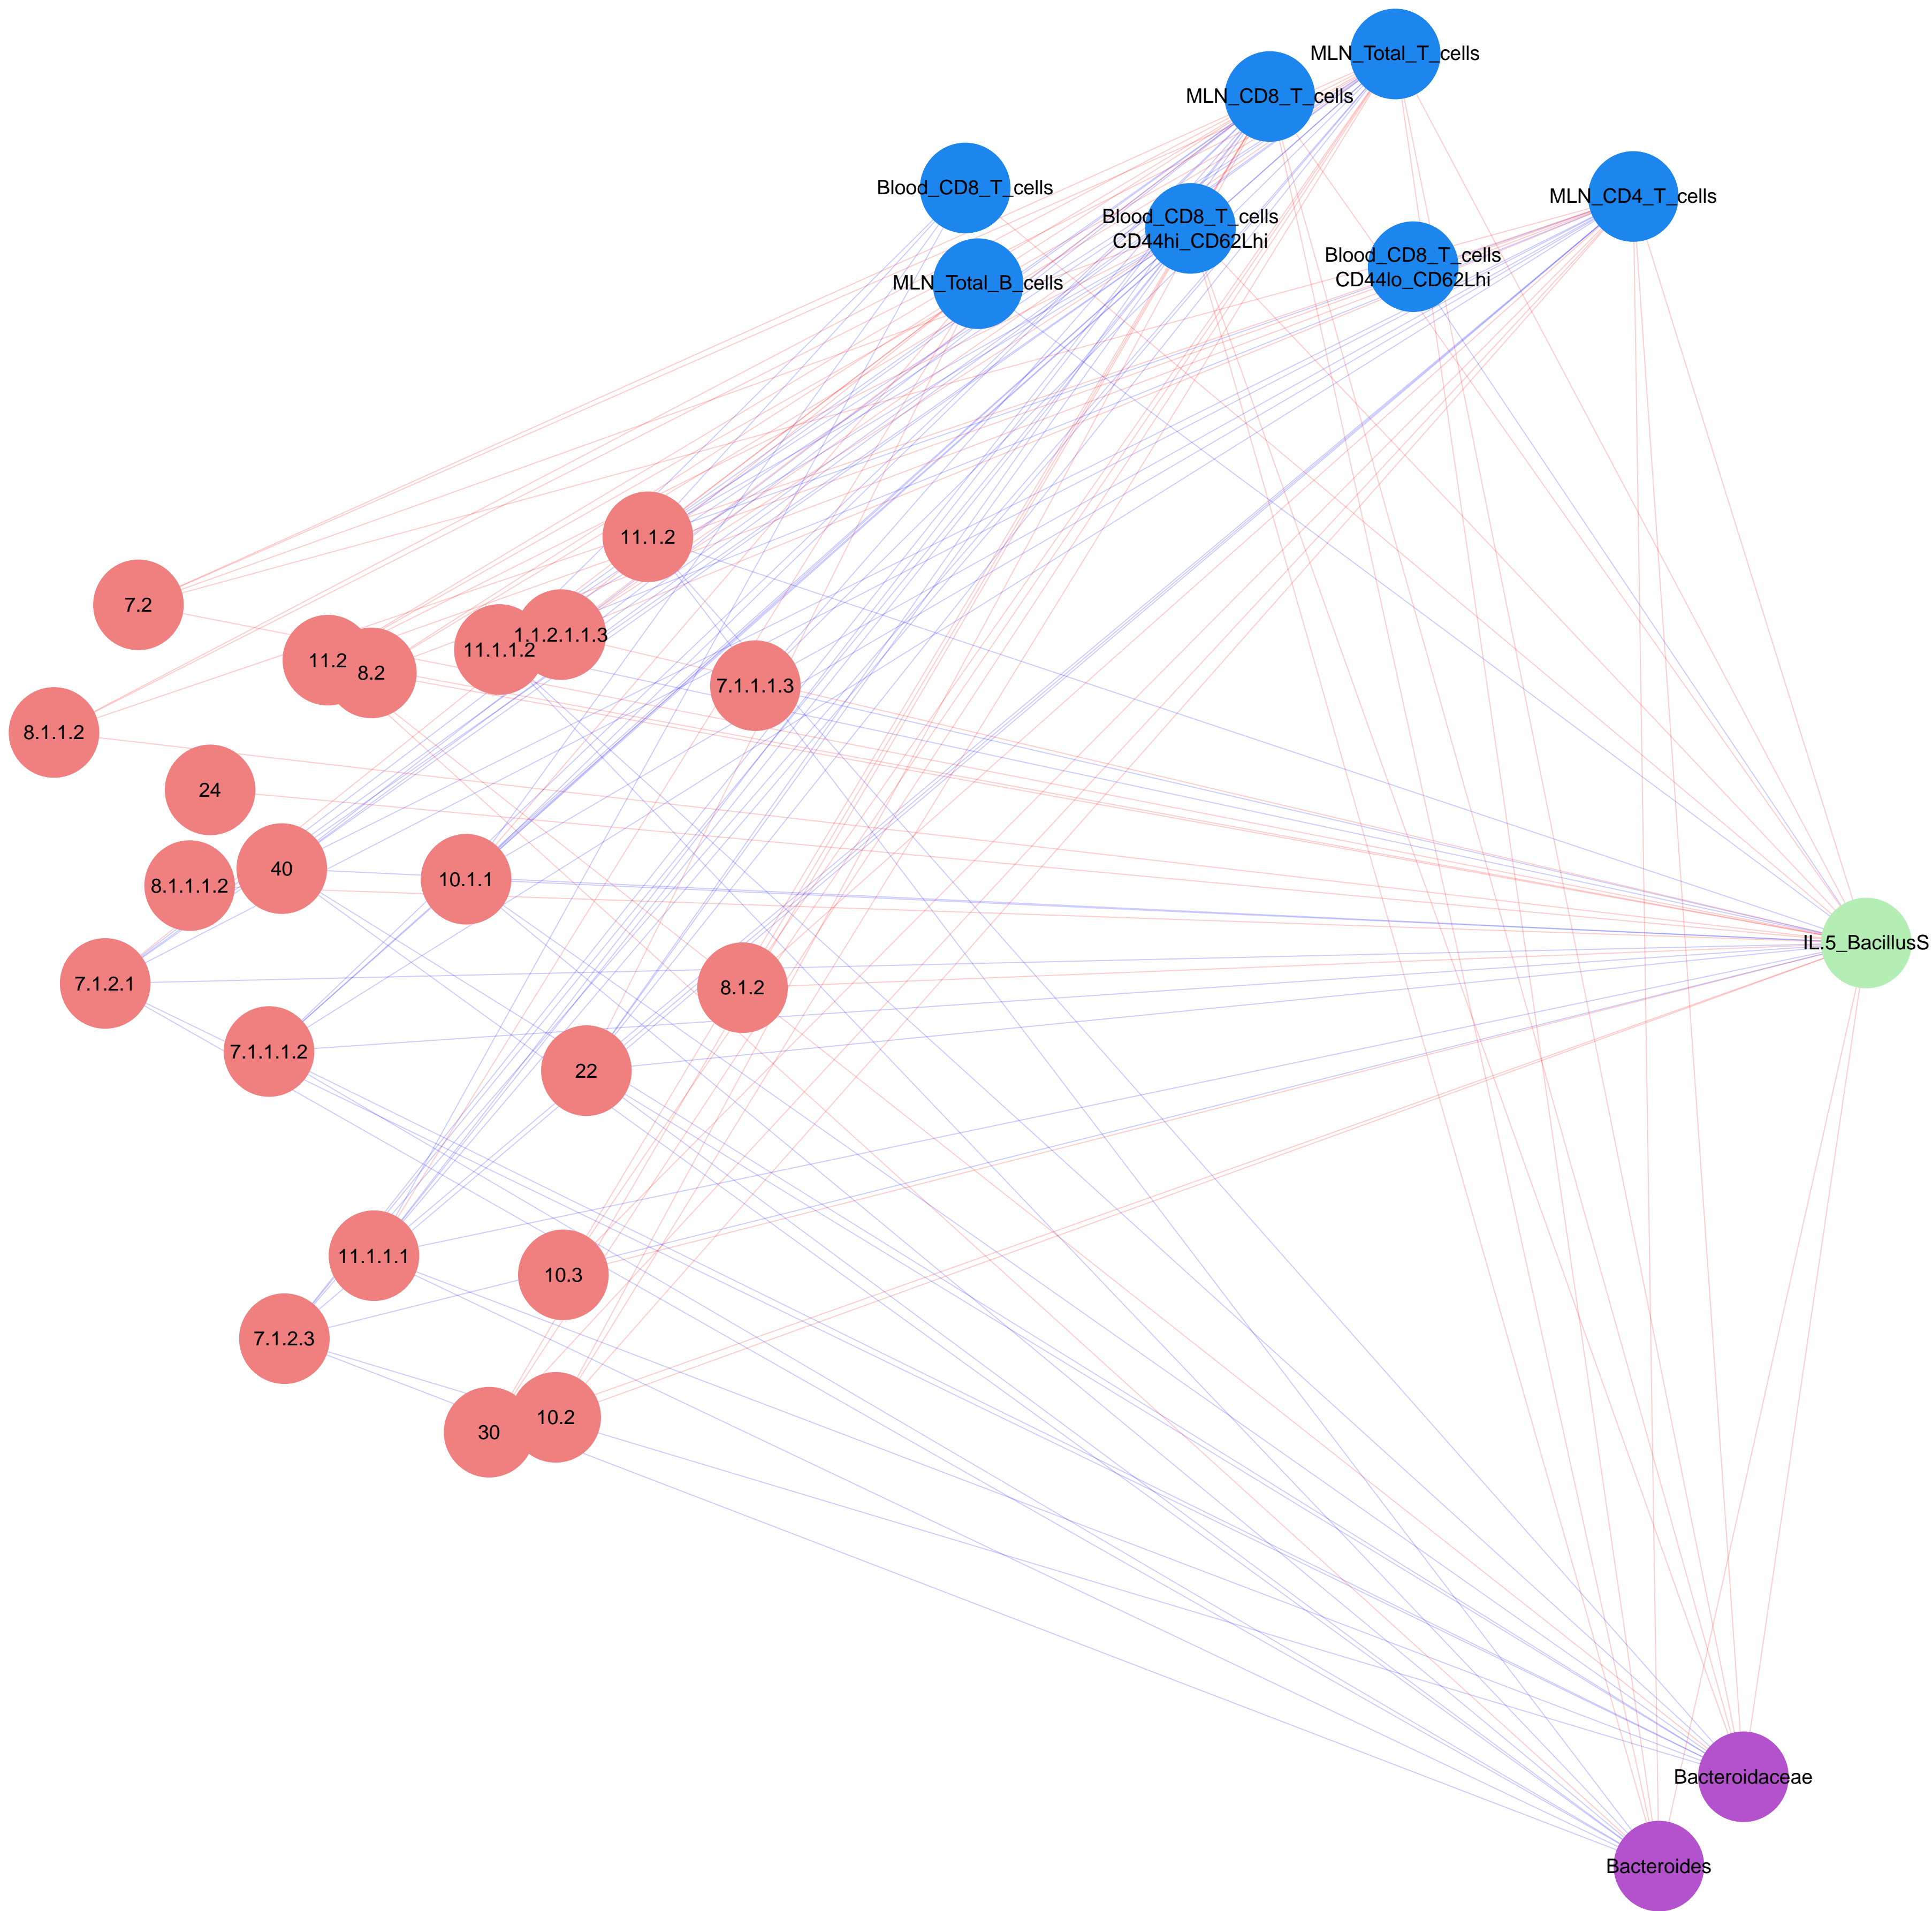 MLN_Total_T_cells
MLN_CD8_T_cells
Blood_CD8_T_cells
MLN_CD4_T_cells
Blood_CD8_T_cells
CD44hi_CD62Lhi
Blood_CD8_T_cells
CD44lo_CD62Lhi
MLN_Total_B_cells
11.1.2
7.2
1.1.2.1.1.3
11.1.1.2
11.2
8.2
7.1.1.1.3
8.1.1.2
24
40
10.1.1
8.1.1.1.2
IL.5_BacillusS
7.1.2.1
8.1.2
7.1.1.1.2
22
11.1.1.1
10.3
7.1.2.3
10.2
30
Bacteroidaceae
Bacteroides